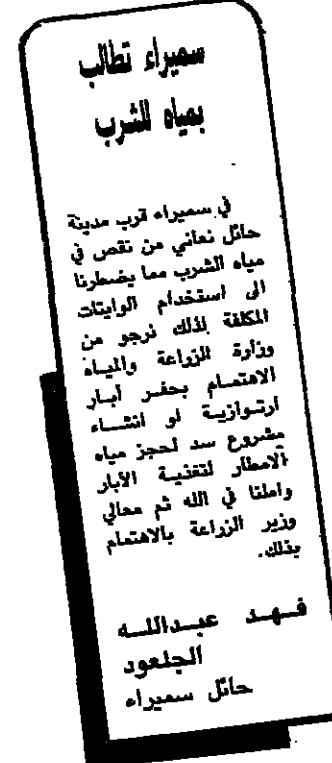 سميراء تطالب
بمياه للشرب
في سميراء قرب مدينة
حائل نعاني من نقص في
مياه الشرب مما يضطرنا
الى استخدام الوايتات
المكلفة لذلك نرجو من
وزارة الزراعة والمياه
الاهتمام بحفر أبار
ارتوازية او انشاء
مشروع سد لحجز مياه
الامطار لتغذية الآبار
واملنا في الله ثم معالي
وزير الزراعة بالاهتمام
بذلك.
فهد عبدالله
الجلعود
حائل سميراء